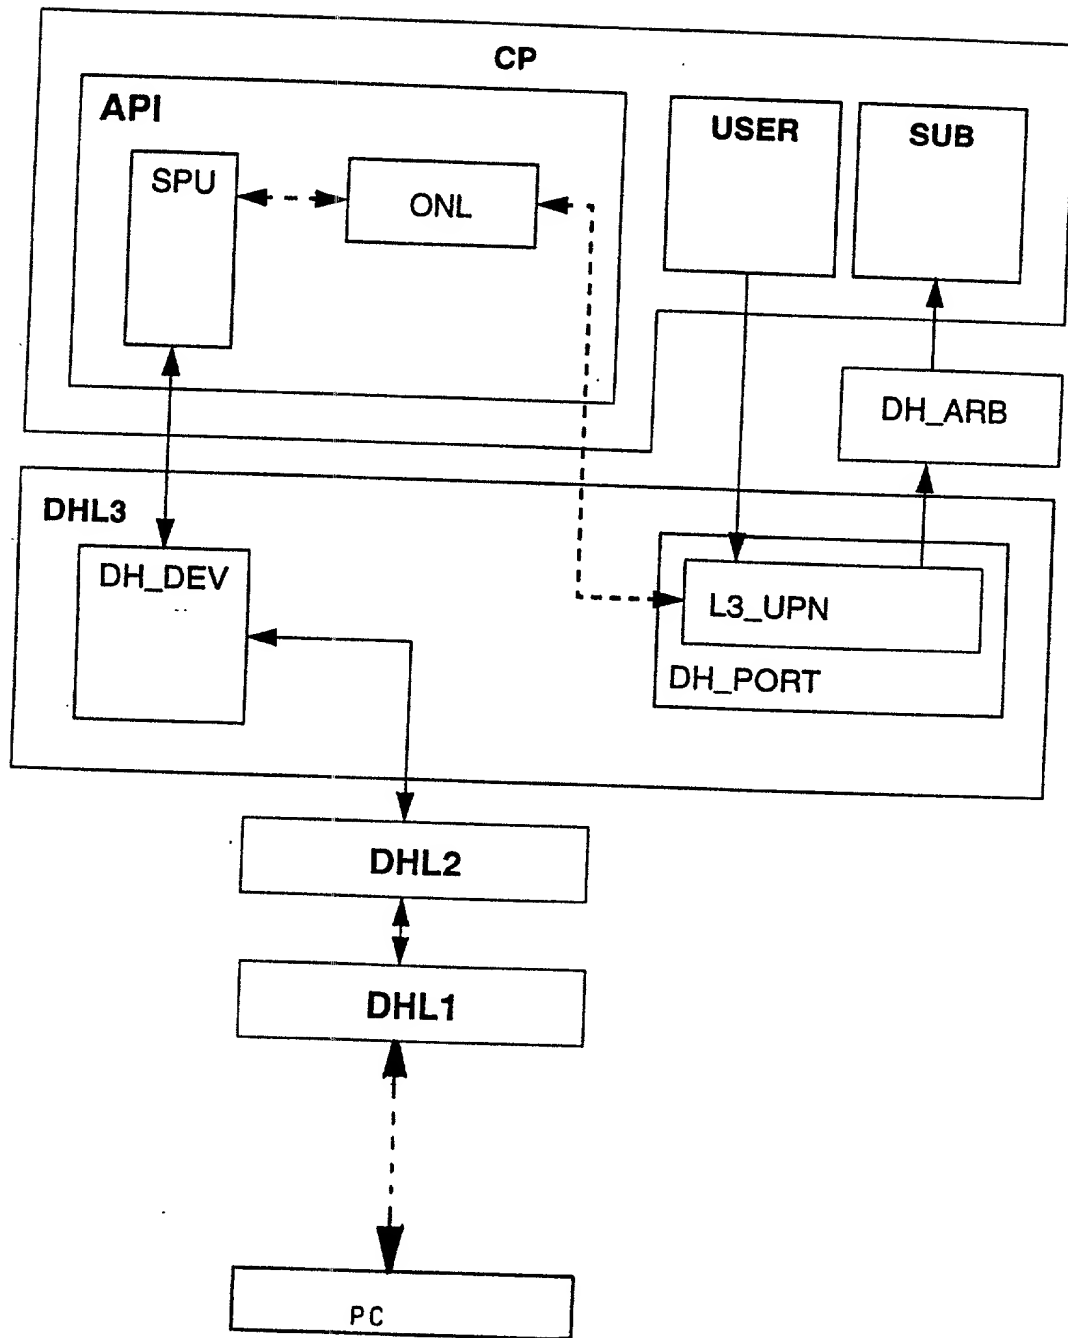 CP
API
USER
SUB
SPU
ONL
DH_ARB
DHL3
DH_DEV
L3_UPN
DH_PORT
DHL2
DHL1
PC